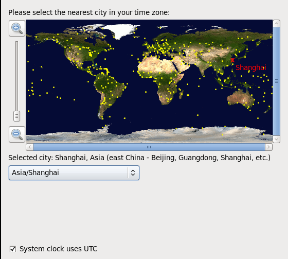 Please select the nearest city in your time zone:
Shanghai
Selected city: Shanghai, Asia (east China - Beijing, Guangdong, Shanghai, etc.)
Asia/Shanghai
System clock uses UTC